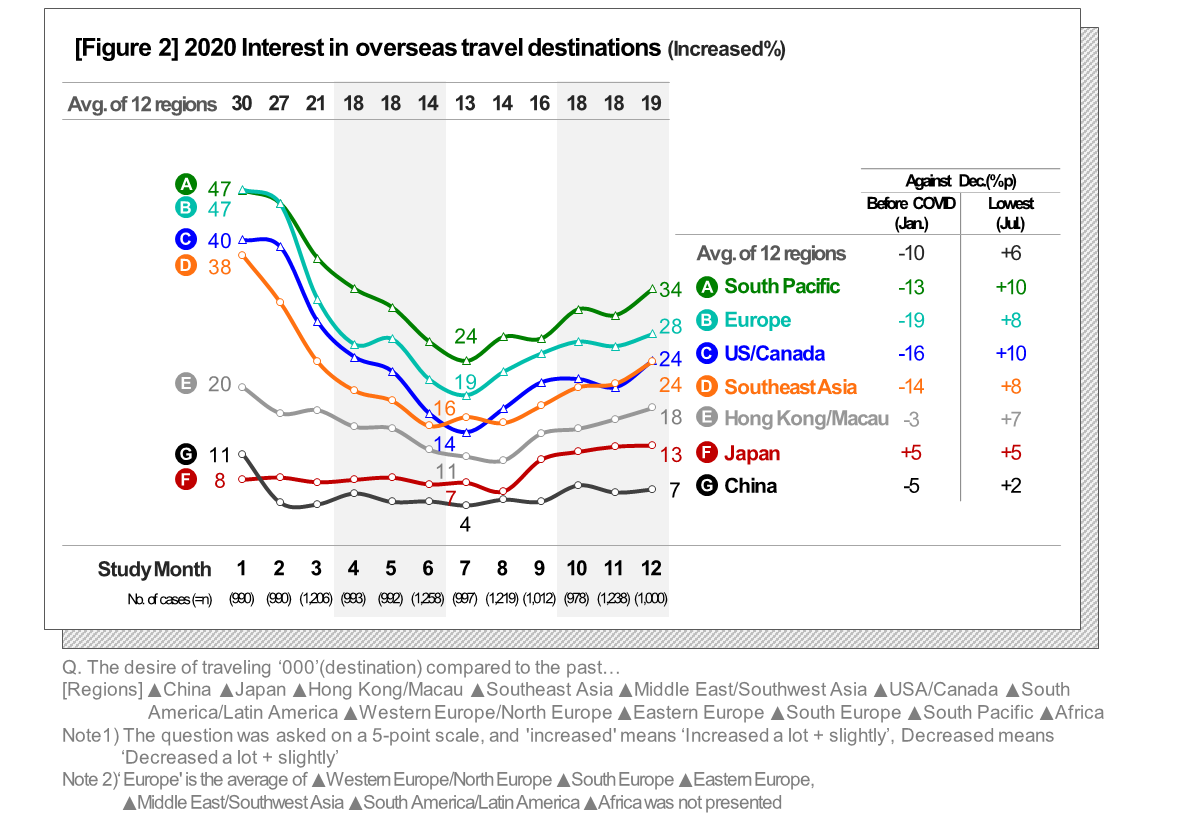 [Figure 2] 2020 Interest in overseas travel destinations (Increased%)
Avg. of 12 regions 30 27 21 18 18 14 13 14 16 18 18 19
A 47
B 47
C 40
D 38
E 20
G 11
F 8
24
19
16
14
11
7
4
34
28
24
24
18
13
7
Against Dec.(%p)
Before COVID (Jan.) Lowest (Jul.)
Avg. of 12 regions -10 +6
A South Pacific -13 +10
B Europe -19 +8
C US/Canada -16 +10
D Southeast Asia -14 +8
E Hong Kong/Macau -3 +7
F Japan +5 +5
G China -5 +2
Study Month 1 2 3 4 5 6 7 8 9 10 11 12
No. of cases (=n) (990) (990) (1,206) (993) (992) (1,258) (997) (1,219) (1,012) (978) (1,238) (1,000)
Q. The desire of traveling ‘000’(destination) compared to the past…
[Regions] ▲China ▲Japan ▲Hong Kong/Macau ▲Southeast Asia ▲Middle East/Southwest Asia ▲USA/Canada ▲South
America/Latin America ▲Western Europe/North Europe ▲Eastern Europe ▲South Europe ▲South Pacific ▲Africa
Note1) The question was asked on a 5-point scale, and 'increased' means ‘Increased a lot + slightly’, Decreased means
‘Decreased a lot + slightly’
Note 2)‘Europe' is the average of ▲Western Europe/North Europe ▲South Europe ▲Eastern Europe,
▲Middle East/Southwest Asia ▲South America/Latin America ▲Africa was not presented